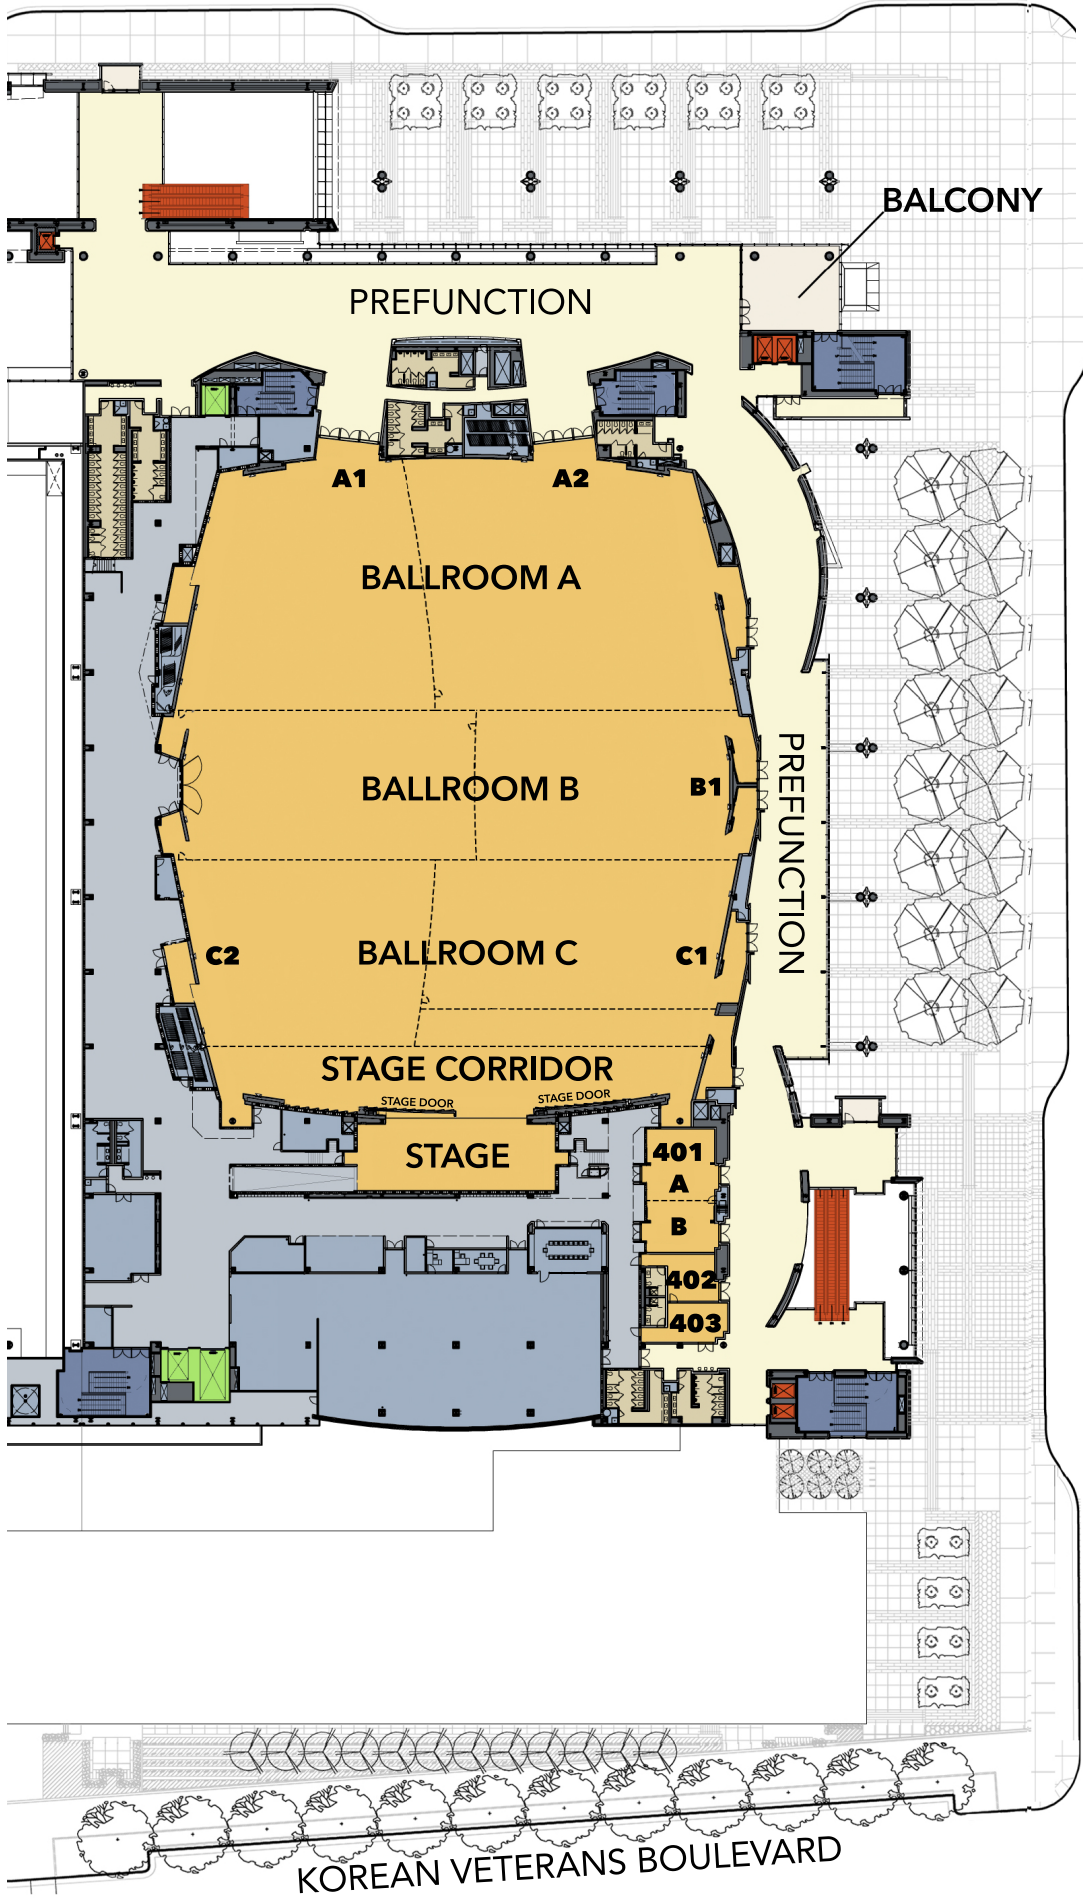 BALCONY
PREFUNCTION
A1
A2
BALLROOM A
PREFUNCTION
BALLROOM B
B1
BALLROOM C
C2
C1
STAGE CORRIDOR
STAGE DOOR
STAGE DOOR
STAGE
401
A
B
402
403
KOREAN VETERANS BOULEVARD